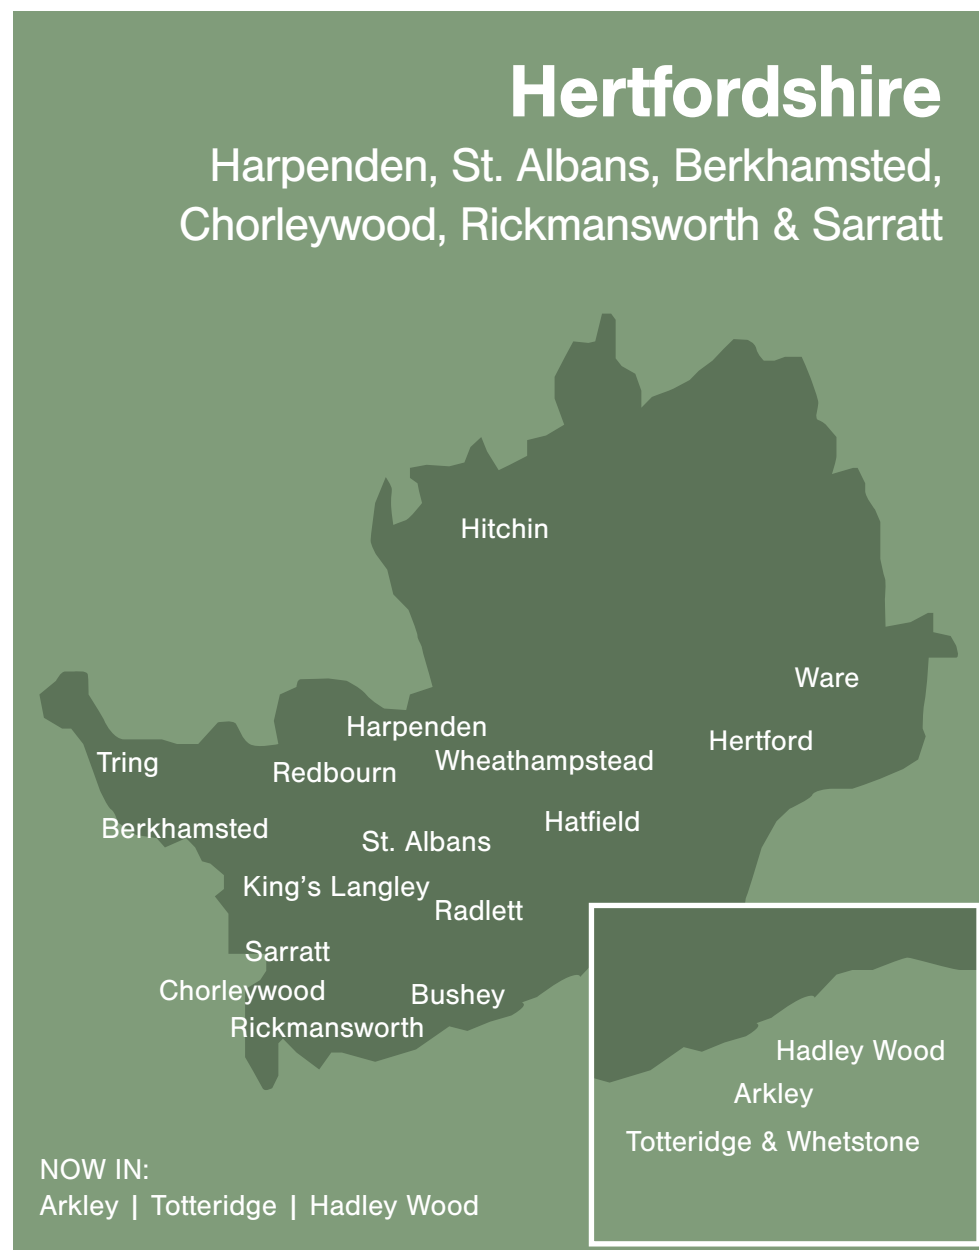 Hertfordshire
Harpenden, St. Albans, Berkhamsted,
Chorleywood, Rickmansworth & Sarratt
Hitchin
Ware
Harpenden
Hertford
Wheathampstead
Tring
Redbourn
Hatfield
Berkhamsted
St. Albans
King’s Langley
Radlett
Sarratt
Chorleywood
Bushey
Rickmansworth
Hadley Wood
Arkley
Totteridge & Whetstone
NOW IN:
Arkley | Totteridge | Hadley Wood